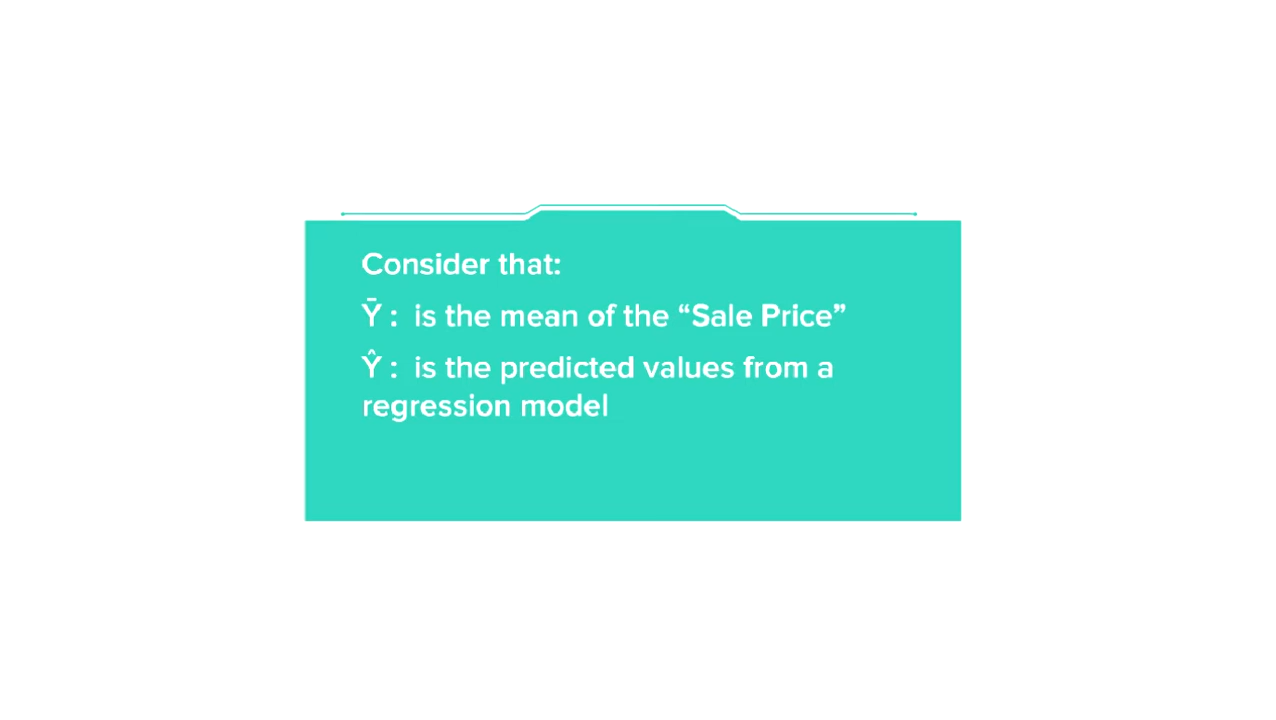 Consider that:
Ȳ : is the mean of the “Sale Price”
Ŷ : is the predicted values from a
regression model